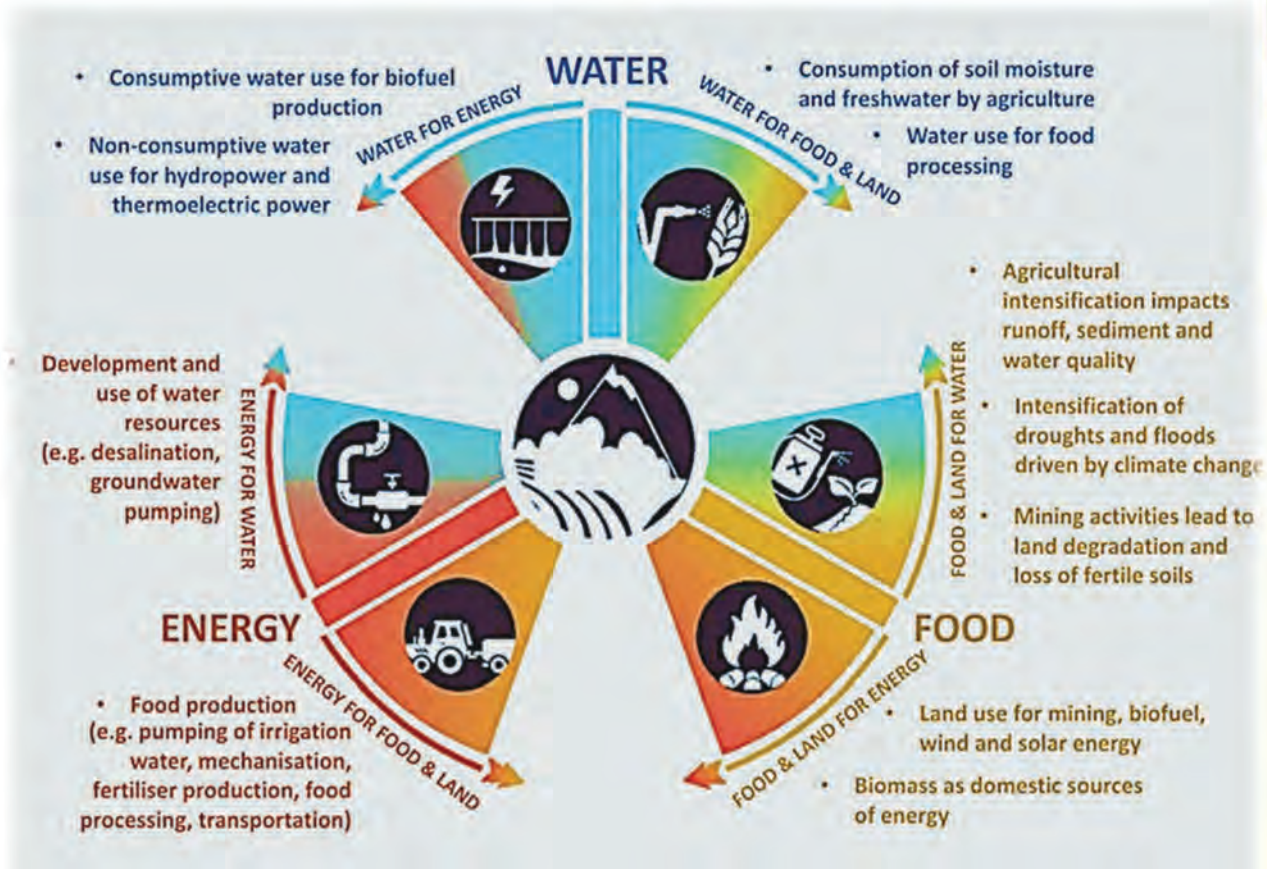 WATER
• Consumptive water use for biofuel
production
• Non-consumptive water
use for hydropower and
thermoelectric power
WATER FOR ENERGY
WATER FOR FOOD & LAND
• Consumption of soil moisture
and freshwater by agriculture
• Water use for food
processing
• Agricultural
intensification impacts
runoff, sediment and
water quality
• Intensification of
droughts and floods
driven by climate change
• Mining activities lead to
land degradation and
loss of fertile soils
FOOD & LAND FOR WATER
FOOD
FOOD & LAND FOR ENERGY
• Land use for mining, biofuel,
wind and solar energy
• Biomass as domestic sources
of energy
• Development and
use of water
resources
(e.g. desalination,
groundwater
pumping)
ENERGY FOR WATER
ENERGY
ENERGY FOR FOOD & LAND
• Food production
(e.g. pumping of irrigation
water, mechanisation,
fertiliser production, food
processing, transportation)